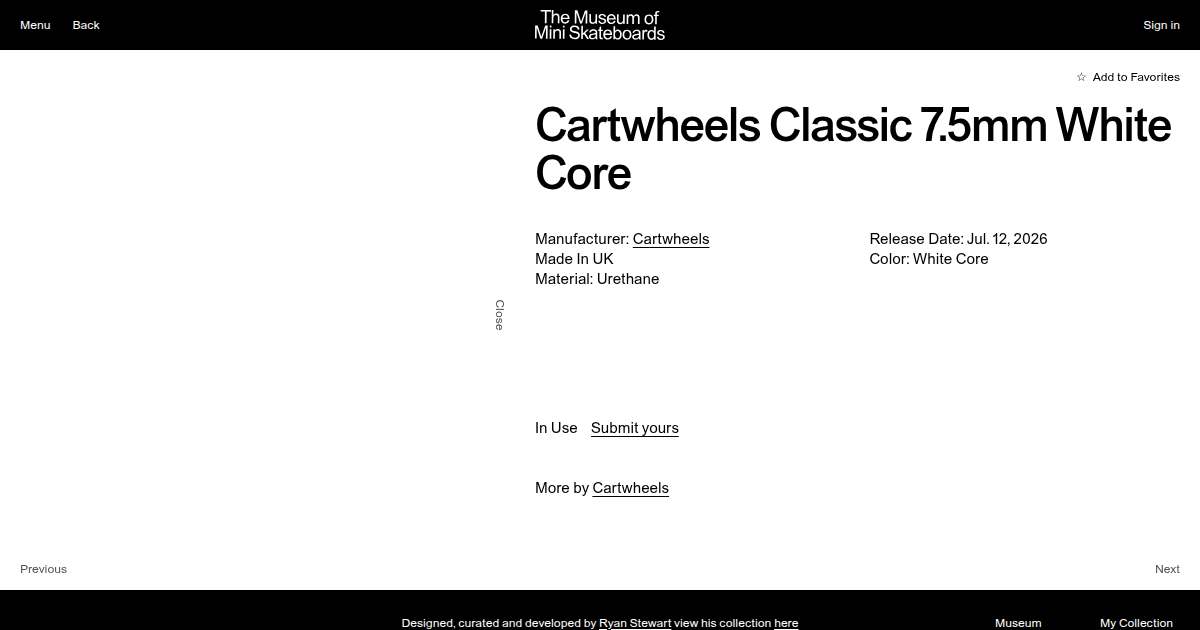 Menu
Back
The Museum of
Mini Skateboards
Sign in
☆ Add to Favorites
Cartwheels Classic 7.5mm White
Core
Manufacturer: Cartwheels
Made In UK
Material: Urethane
Release Date: Jul. 12, 2026
Color: White Core
Close
In Use
Submit yours
More by Cartwheels
Previous
Next
Designed, curated and developed by Ryan Stewart view his collection here
Museum
My Collection